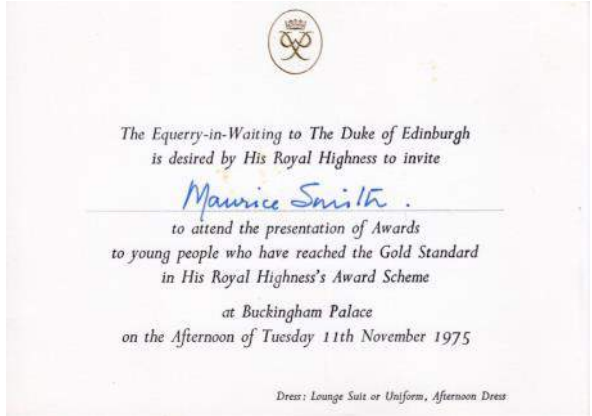 The Equerry-in-Waiting to The Duke of Edinburgh
is desired by His Royal Highness to invite
Maurice Smith.
to attend the presentation of Awards
to young people who have reached the Gold Standard
in His Royal Highness's Award Scheme
at Buckingham Palace
on the Afternoon of Tuesday 11th November 1975
Dress: Lounge Suit or Uniform, Afternoon Dress